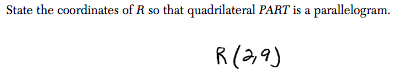 State the coordinates of R so that quadrilateral PART is a parallelogram.
R (2,9)